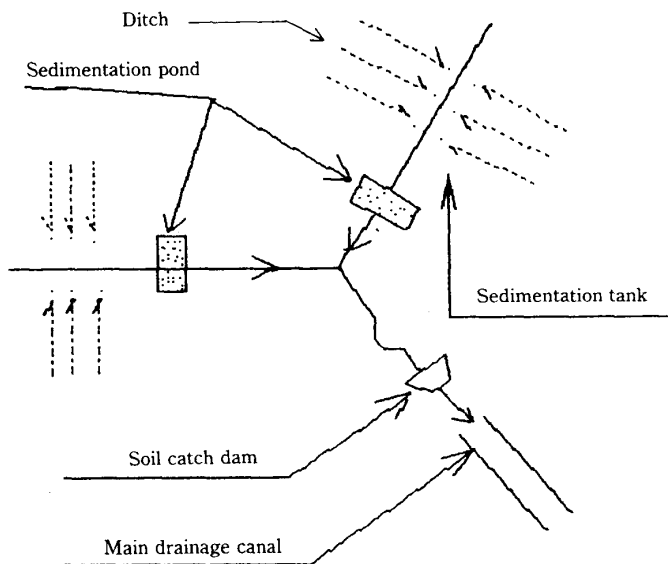 Ditch
Sedimentation pond
Sedimentation tank
Soil catch dam
Main drainage canal